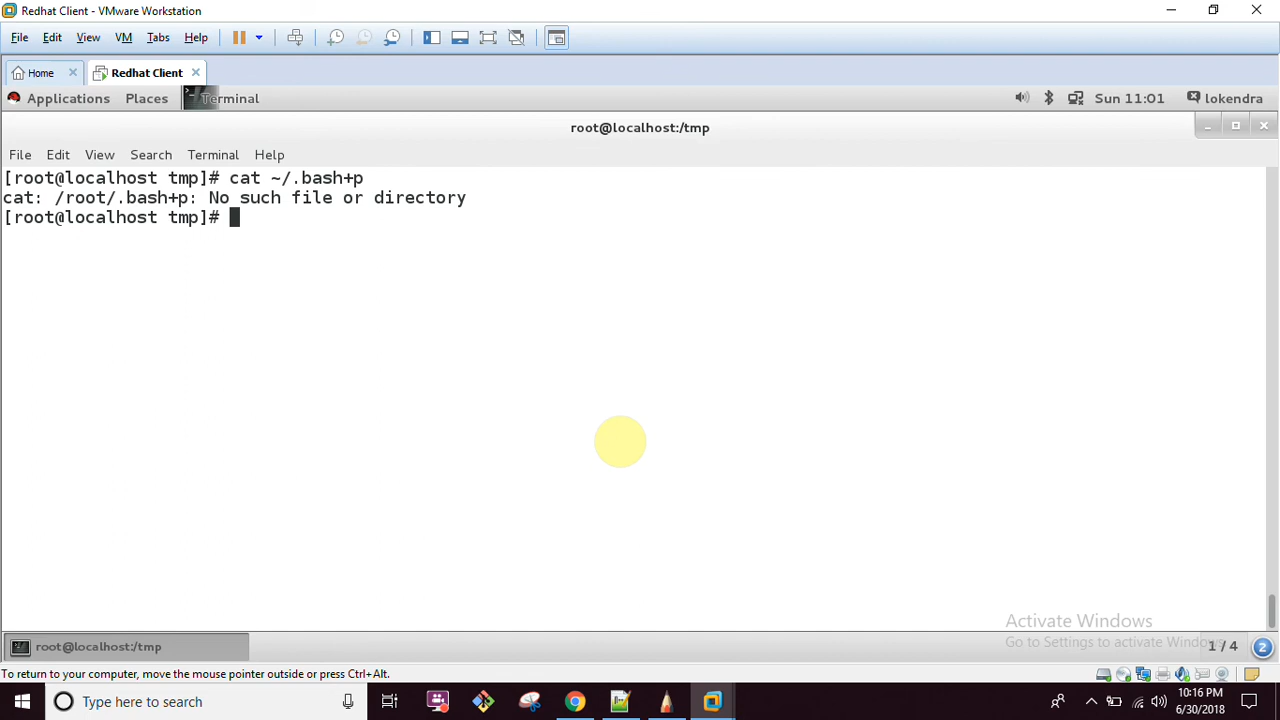 Redhat Client - VMware Workstation
File Edit View VM Tabs Help
Home Redhat Client
Applications Places Terminal Sun 11:01 lokendra
root@localhost:/tmp
File Edit View Search Terminal Help
[root@localhost tmp]# cat ~/.bash+p
cat: /root/.bash+p: No such file or directory
[root@localhost tmp]#
Activate Windows
Go to Settings to activate Windows.
root@localhost:/tmp 1 / 4 2
To return to your computer, move the mouse pointer outside or press Ctrl+Alt.
Type here to search 10:16 PM
6/30/2018